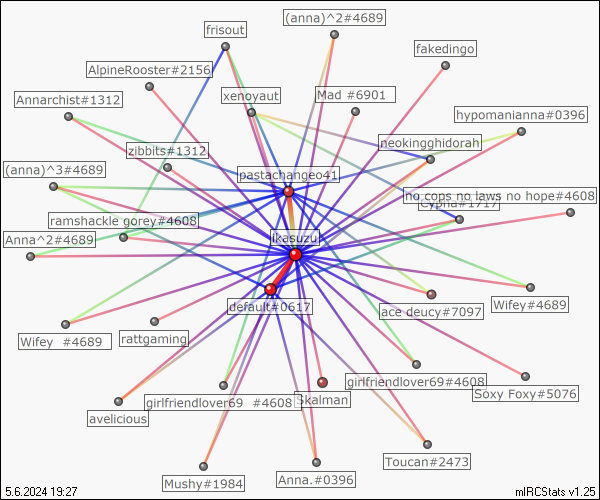 (anna)^2#4689
frisout
fakedingo
AlpineRooster#2156
Annarchist#1312
xenoyaut
Mad #6901
hypomanianna#0396
zibbits#1312
neokingghidorah
(anna)^3#4689
pastachangeo41
no cops no laws no hope#4608
Cypha#1717
ramshackle gorey#4608
Anna^2#4689
ikasuzu
default#0617
ace deucy#7097
Wifey#4689
Wifey #4689
rattgaming
girlfriendlover69#4608
Soxy Foxy#5076
avelicious
girlfriendlover69 #4608
Skalman
Toucan#2473
Mushy#1984
Anna.#0396
5.6.2024 19:27
mIRCStats v1.25